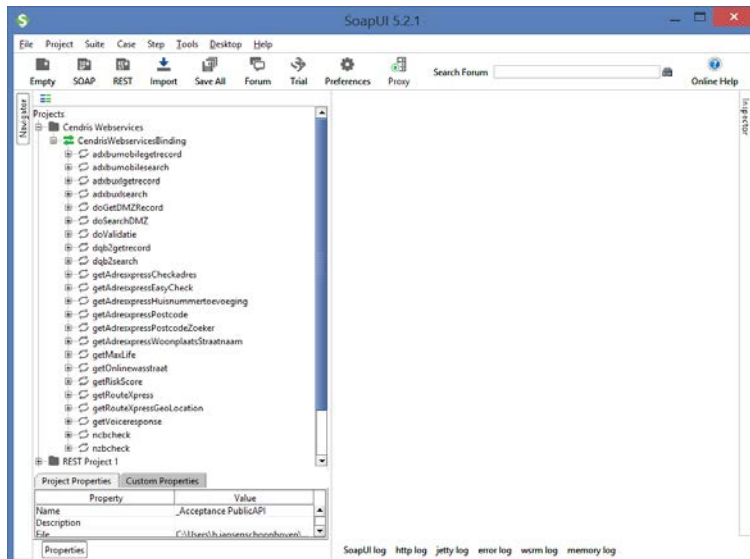 SoapUI 5.2.1
File Project Suite Case Step Tools Desktop Help
Empty SOAP REST Import Save All Forum Trial Preferences Proxy Search Forum Online Help
Navigator
Inspector
Projects
Cendris Webservices
CendrisWebservicesBinding
adxbumobilegetrecord
adxbumobilesearch
adxbuxlgetrecord
adxbuxlsearch
doGetDMZRecord
doSearchDMZ
doValidatie
dqb2getrecord
dqb2search
getAdresxpressCheckadres
getAdresxpressEasyCheck
getAdresxpressHuisnummertoevoeging
getAdresxpressPostcode
getAdresxpressPostcodeZoeker
getAdresxpressWoonplaatsStraatnaam
getMaxLife
getOnlinewasstraat
getRiskScore
getRouteXpress
getRouteXpressGeoLocation
getVoiceresponse
ncbcheck
nzbcheck
REST Project 1
Project Properties Custom Properties
Property Value
Name _Acceptance PublicAPI
Description
File C:\Users\h.jansenschoonhoven\...
Properties
SoapUI log http log jetty log error log wsrm log memory log